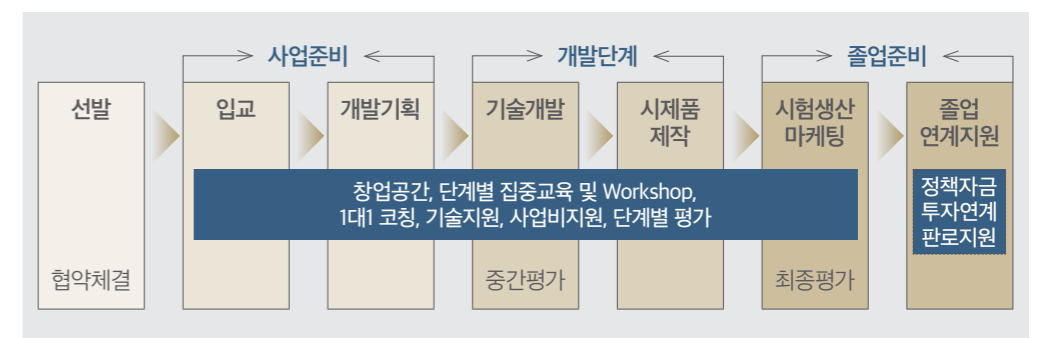 사업준비
개발단계
졸업준비
선발
입교
개발기획
기술개발
시제품
제작
시험생산
마케팅
졸업
연계지원
창업공간, 단계별 집중교육 및 Workshop,
1대1 코칭, 기술지원, 사업비지원, 단계별 평가
정책자금
투자연계
판로지원
협약체결
중간평가
최종평가